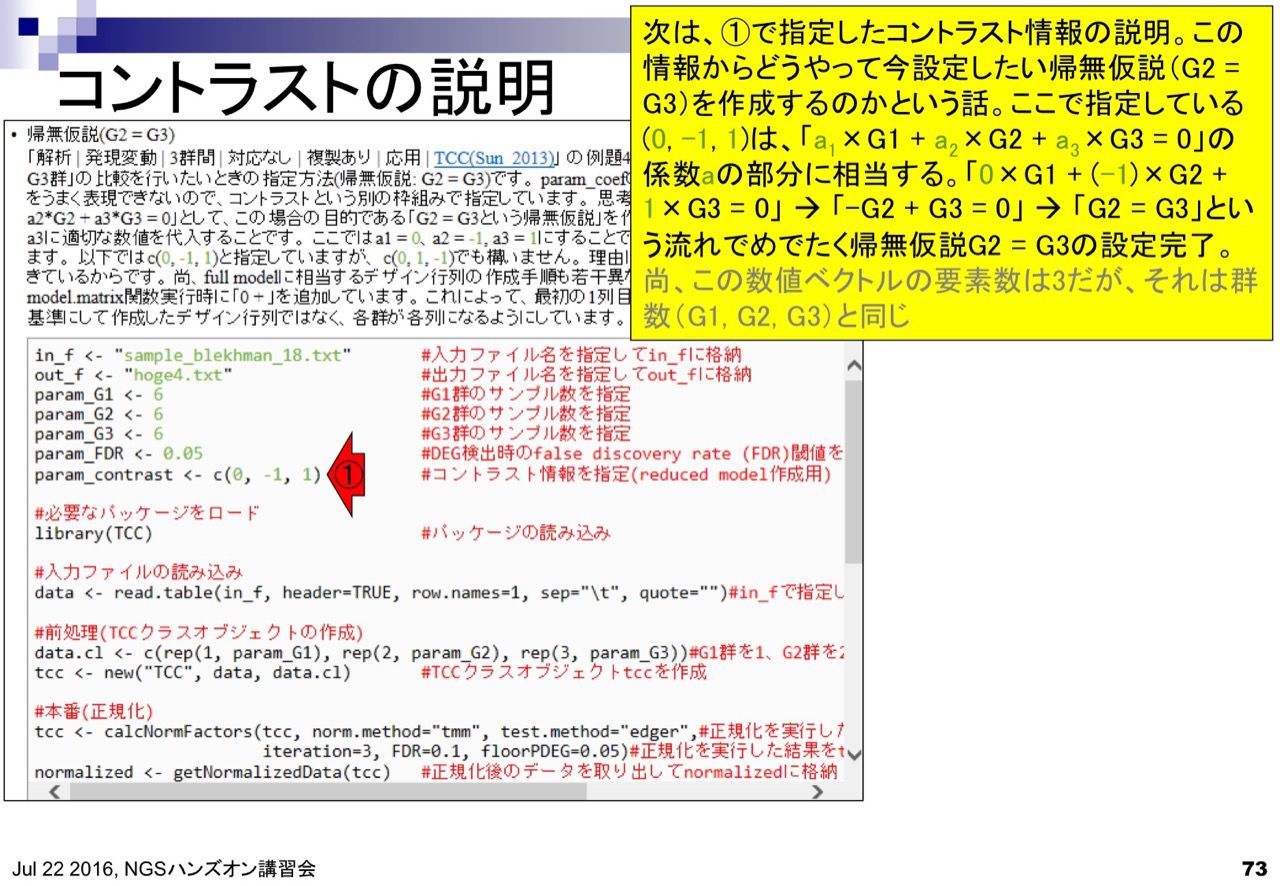 コントラストの説明
次は、①で指定したコントラスト情報の説明。この
情報からどうやって今設定したい帰無仮説（G2 =
G3）を作成するのかという話。ここで指定している
(0, -1, 1)は、「a1×G1 + a2×G2 + a3×G3 = 0」の
係数aの部分に相当する。「0×G1 + (-1)×G2 +
1×G3 = 0」 → 「-G2 + G3 = 0」 → 「G2 = G3」とい
う流れでめでたく帰無仮説G2 = G3の設定完了。
尚、この数値ベクトルの要素数は3だが、それは群
数（G1, G2, G3）と同じ
• 帰無仮説(G2 = G3)
「解析 | 発現変動 | 3群間 | 対応なし | 複製あり | 応用 | TCC(Sun_2013)」の例題4
G3群」の比較を行いたいときの指定方法(帰無仮説: G2 = G3)です。param_coef
をうまく表現できないので、コントラストという別の枠組みで指定しています。思考
a2*G2 + a3*G3 = 0」として、この場合の目的である「G2 = G3という帰無仮説」を作
a3に適切な数値を代入することです。ここではa1 = 0、a2 = -1, a3 = 1にすることで
ます。以下ではc(0, -1, 1)と指定していますが、 c(0, 1, -1)でも構いません。理由
きているからです。尚、full modelに相当するデザイン行列の作成手順も若干異な
model.matrix関数実行時に「0 +」を追加しています。これによって、最初の1列目
基準にして作成したデザイン行列ではなく、各群が各列になるようにしています。
in_f <- "sample_blekhman_18.txt" #入力ファイル名を指定してin_fに格納
out_f <- "hoge4.txt" #出力ファイル名を指定してout_fに格納
param_G1 <- 6 #G1群のサンプル数を指定
param_G2 <- 6 #G2群のサンプル数を指定
param_G3 <- 6 #G3群のサンプル数を指定
param_FDR <- 0.05 #DEG検出時のfalse discovery rate (FDR)閾値を
param_contrast <- c(0, -1, 1) ① #コントラスト情報を指定(reduced model作成用)
#必要なパッケージをロード
library(TCC) #パッケージの読み込み
#入力ファイルの読み込み
data <- read.table(in_f, header=TRUE, row.names=1, sep="\t", quote="")#in_fで指定し
#前処理(TCCクラスオブジェクトの作成)
data.cl <- c(rep(1, param_G1), rep(2, param_G2), rep(3, param_G3))#G1群を1、G2群を2
tcc <- new("TCC", data, data.cl) #TCCクラスオブジェクトtccを作成
#本番(正規化)
tcc <- calcNormFactors(tcc, norm.method="tmm", test.method="edger",#正規化を実行した
iteration=3, FDR=0.1, floorPDEG=0.05)#正規化を実行した結果をt
normalized <- getNormalizedData(tcc) #正規化後のデータを取り出してnormalizedに格納
Jul 22 2016, NGSハンズオン講習会
73